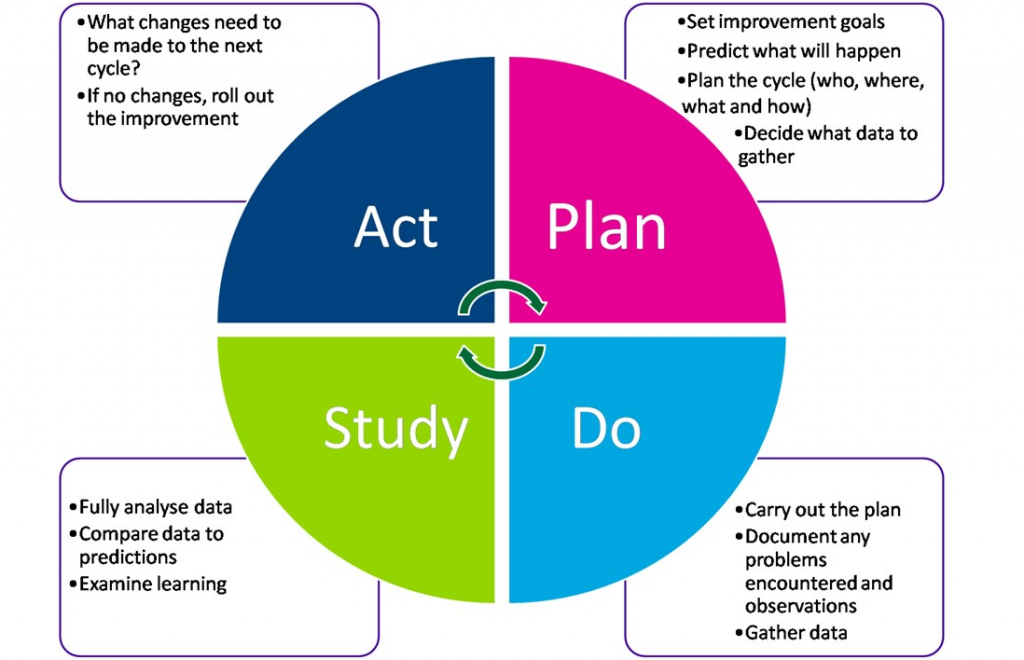 •What changes need to
be made to the next
cycle?
•If no changes, roll out
the improvement
•Set improvement goals
•Predict what will happen
•Plan the cycle (who, where,
what and how)
•Decide what data to
gather
Act
Plan
Study
Do
•Fully analyse data
•Compare data to
predictions
•Examine learning
•Carry out the plan
•Document any
problems
encountered and
observations
•Gather data